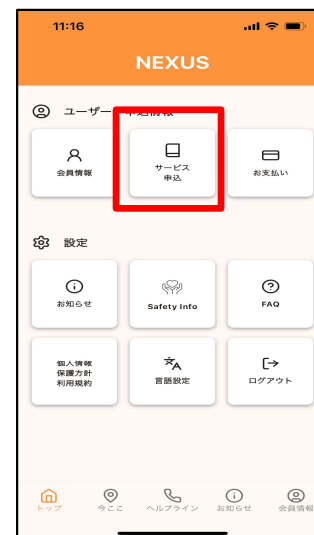 11:16
NEXUS
ユーザー 申込情報
会員情報
サービス
申込
お支払い
設定
お知らせ
Safety Info
FAQ
個人情報
保護方針
利用規約
言語設定
ログアウト
トップ
今ここ
ヘルプライン
お知らせ
会員情報